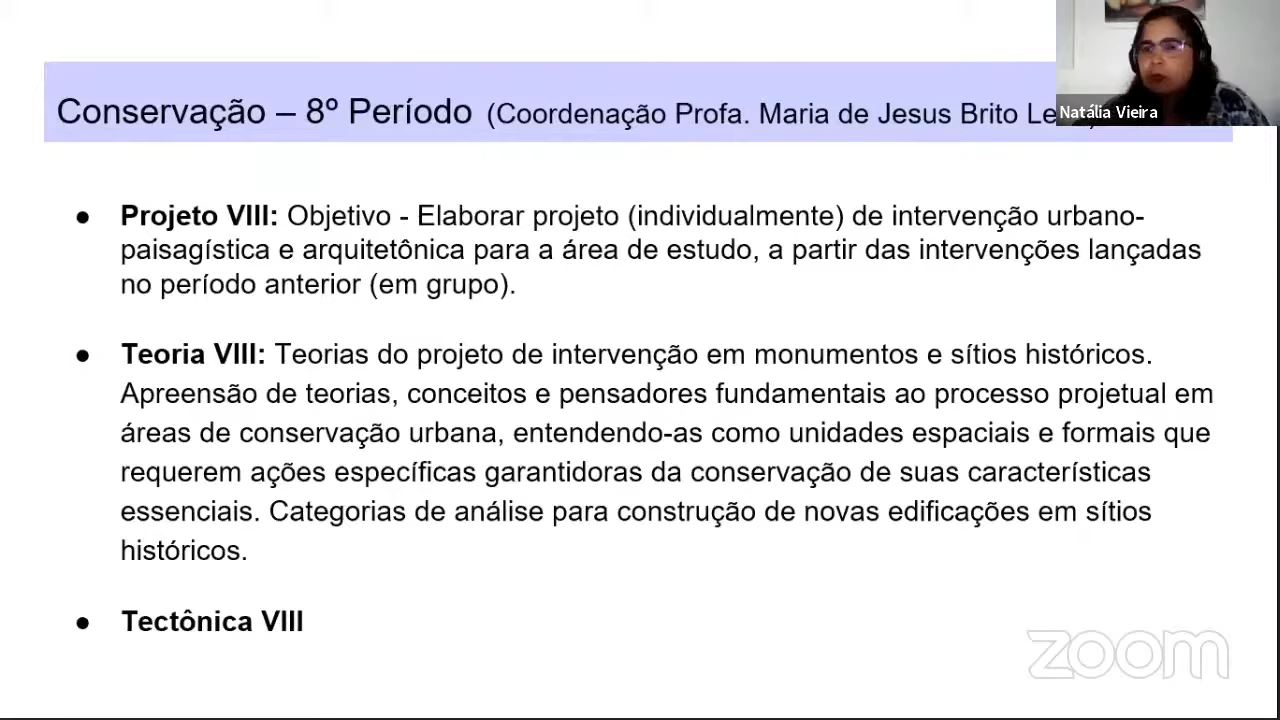 Conservação – 8º Período (Coordenação Profa. Maria de Jesus Brito
Natália Vieira
● Projeto VIII: Objetivo - Elaborar projeto (individualmente) de intervenção urbano-
paisagística e arquitetônica para a área de estudo, a partir das intervenções lançadas
no período anterior (em grupo).
● Teoria VIII: Teorias do projeto de intervenção em monumentos e sítios históricos.
Apreensão de teorias, conceitos e pensadores fundamentais ao processo projetual em
áreas de conservação urbana, entendendo-as como unidades espaciais e formais que
requerem ações específicas garantidoras da conservação de suas características
essenciais. Categorias de análise para construção de novas edificações em sítios
históricos.
● Tectônica VIII
zoom